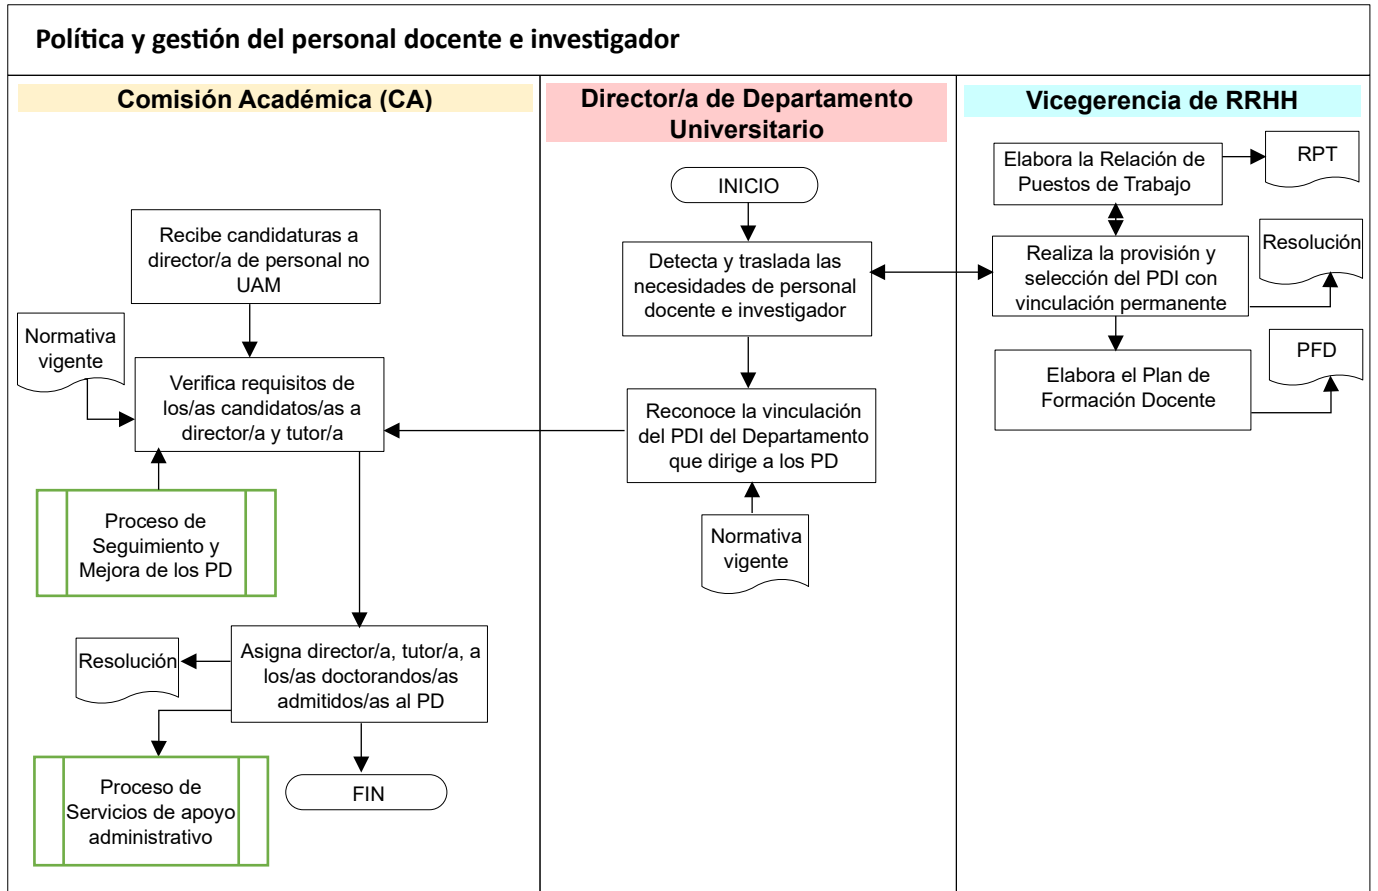 Política y gestión del personal docente e investigador
Comisión Académica (CA)
Recibe candidaturas a
director/a de personal no
UAM
Normativa
vigente
Verifica requisitos de
los/as candidatos/as a
director/a y tutor/a
Proceso de
Seguimiento y
Mejora de los PD
Resolución
Asigna director/a, tutor/a, a
los/as doctorandos/as
admitidos/as al PD
Proceso de
Servicios de apoyo
administrativo
FIN
Director/a de Departamento
Universitario
INICIO
Detecta y traslada las
necesidades de personal
docente e investigador
Reconoce la vinculación
del PDI del Departamento
que dirige a los PD
Normativa
vigente
Vicegerencia de RRHH
Elabora la Relación de
Puestos de Trabajo
RPT
Realiza la provisión y
selección del PDI con
vinculación permanente
Resolución
Elabora el Plan de
Formación Docente
PFD